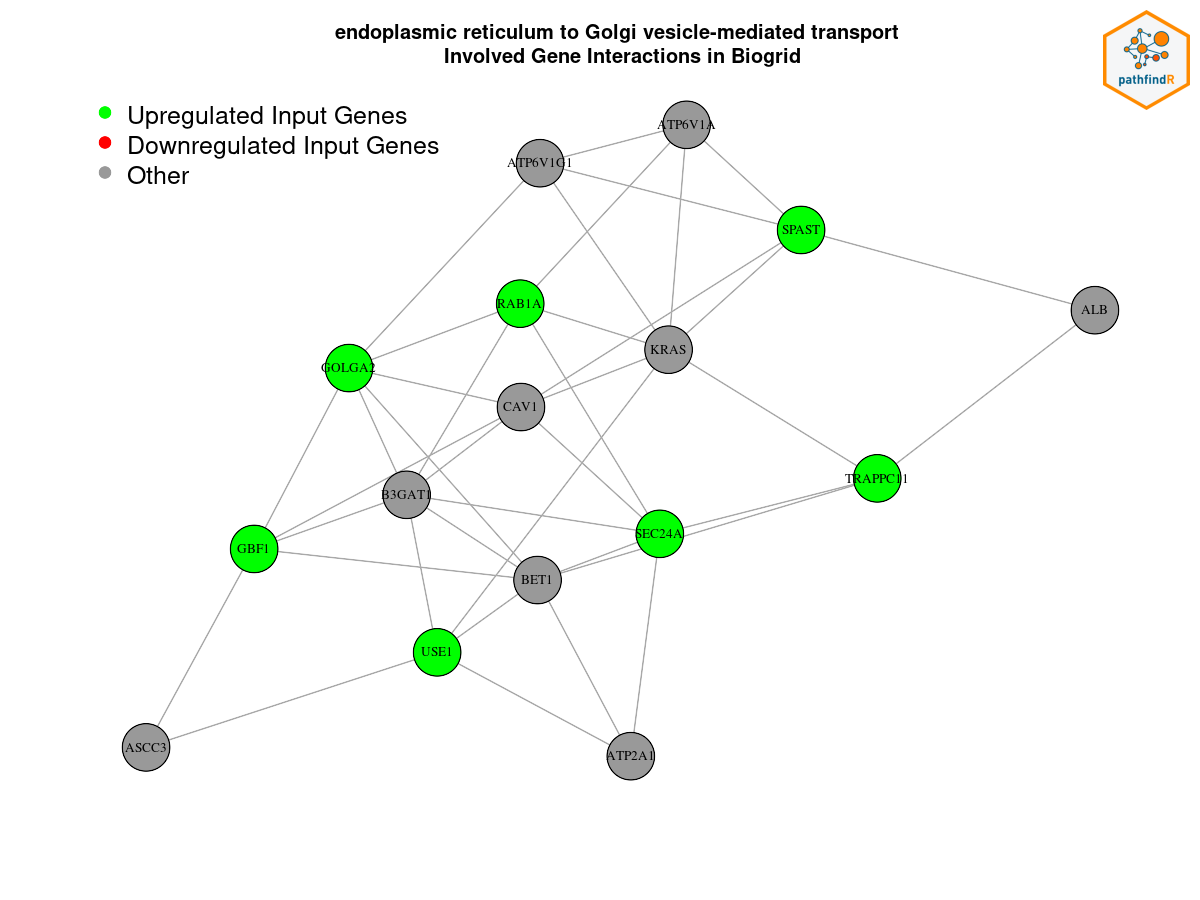 endoplasmic reticulum to Golgi vesicle-mediated transport
Involved Gene Interactions in Biogrid
pathfindR
Upregulated Input Genes
Downregulated Input Genes
Other
ATP6V1A
ATP6V1G1
SPAST
RAB1A
ALB
KRAS
GOLGA2
CAV1
TRAPPC11
B3GAT1
SEC24A
GBF1
BET1
USE1
ASCC3
ATP2A1